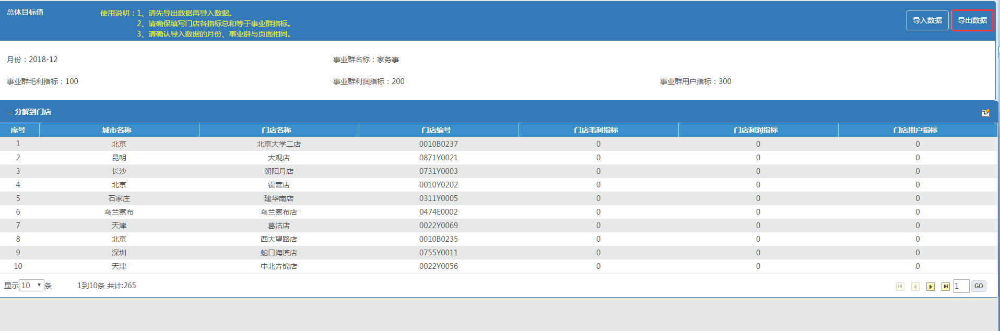 总体目标值
使用说明：1、请先导出数据再导入数据。
2、请确保填写门店各指标总和等于事业群指标。
3、请确认导入数据的月份、事业群与页面相同。
导入数据 导出数据
月份：2018-12 事业群名称：家务事
事业群毛利指标：100 事业群利润指标：200 事业群用户指标：300
分解到门店
序号 城市名称 门店名称 门店编号 门店毛利指标 门店利润指标 门店用户指标
1 北京 北京大学二店 0010B0237 0 0 0
2 昆明 大观店 0871Y0021 0 0 0
3 长沙 朝阳月店 0731Y0003 0 0 0
4 北京 霍营店 0010Y0202 0 0 0
5 石家庄 建华南店 0311Y0005 0 0 0
6 乌兰察布 乌兰察布店 0474E0002 0 0 0
7 天津 葛沽店 0022Y0069 0 0 0
8 北京 西大望路店 0010B0235 0 0 0
9 深圳 蛇口海滨店 0755Y0011 0 0 0
10 天津 中北卉锦店 0022Y0056 0 0 0
显示 10 条 1到10条 共计:265 1 GO